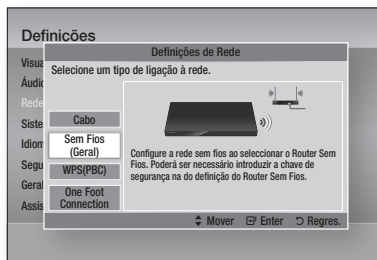 Definições
Definições de Rede
Selecione um tipo de ligação à rede.
Visua
Áudio
Rede
Siste
Idiom
Segu
Geral
Assis
Cabo
Sem Fios
(Geral)
WPS(PBC)
One Foot
Connection
Configure a rede sem fios ao seleccionar o Router Sem
Fios. Poderá ser necessário introduzir a chave de
segurança na do definição do Router Sem Fios.
Mover Enter Regres.